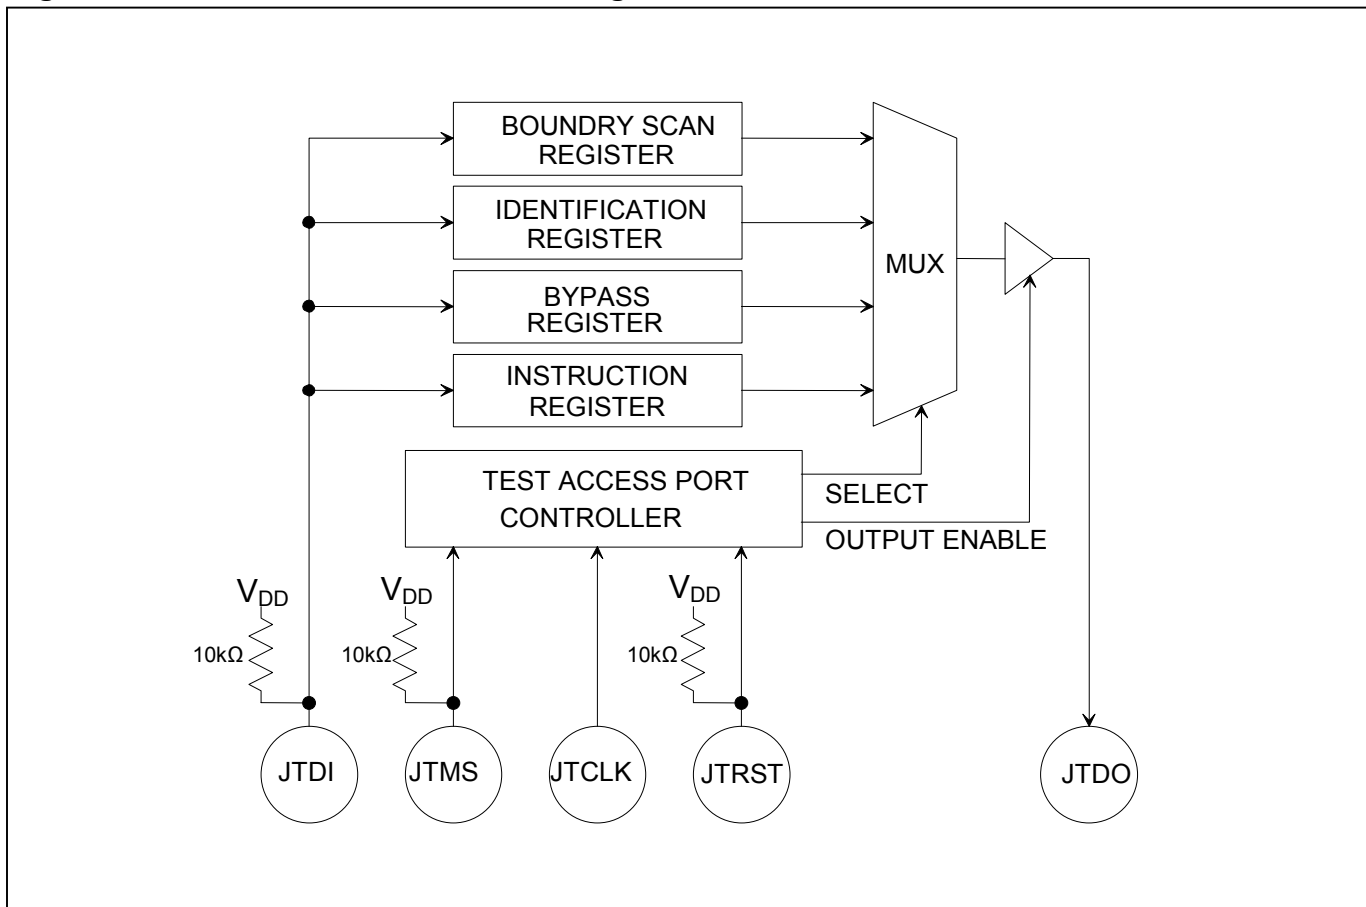 BOUNDRY SCAN
REGISTER
IDENTIFICATION
REGISTER
BYPASS
REGISTER
INSTRUCTION
REGISTER
MUX
TEST ACCESS PORT
CONTROLLER
SELECT
OUTPUT ENABLE
VDD
10kΩ
VDD
10kΩ
VDD
10kΩ
JTDI
JTMS
JTCLK
JTRST
JTDO